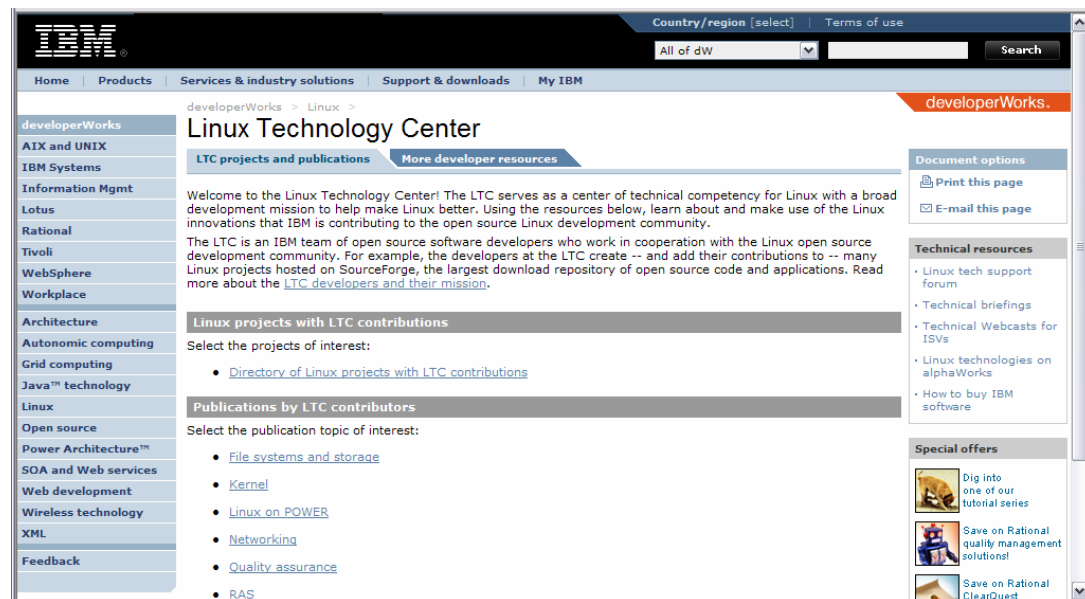 IBM®
Country/region [select] | Terms of use
All of dW
Search
Home | Products | Services & industry solutions | Support & downloads | My IBM
developerWorks > Linux >
developerWorks.
Linux Technology Center
LTC projects and publications
More developer resources
developerWorks
AIX and UNIX
IBM Systems
Information Mgmt
Lotus
Rational
Tivoli
WebSphere
Workplace
Architecture
Autonomic computing
Grid computing
Java™ technology
Linux
Open source
Power Architecture™
SOA and Web services
Web development
Wireless technology
XML
Feedback
Welcome to the Linux Technology Center! The LTC serves as a center of technical competency for Linux with a broad
development mission to help make Linux better. Using the resources below, learn about and make use of the Linux
innovations that IBM is contributing to the open source Linux development community.
The LTC is an IBM team of open source software developers who work in cooperation with the Linux open source
development community. For example, the developers at the LTC create -- and add their contributions to -- many
Linux projects hosted on SourceForge, the largest download repository of open source code and applications. Read
more about the LTC developers and their mission.
Linux projects with LTC contributions
Select the projects of interest:
• Directory of Linux projects with LTC contributions
Publications by LTC contributors
Select the publication topic of interest:
• File systems and storage
• Kernel
• Linux on POWER
• Networking
• Quality assurance
• RAS
Document options
Print this page
E-mail this page
Technical resources
· Linux tech support
forum
· Technical briefings
· Technical Webcasts for
ISVs
· Linux technologies on
alphaWorks
· How to buy IBM
software
Special offers
Dig into
one of our
tutorial series
Save on Rational
quality management
solutions!
Save on Rational
ClearQuest